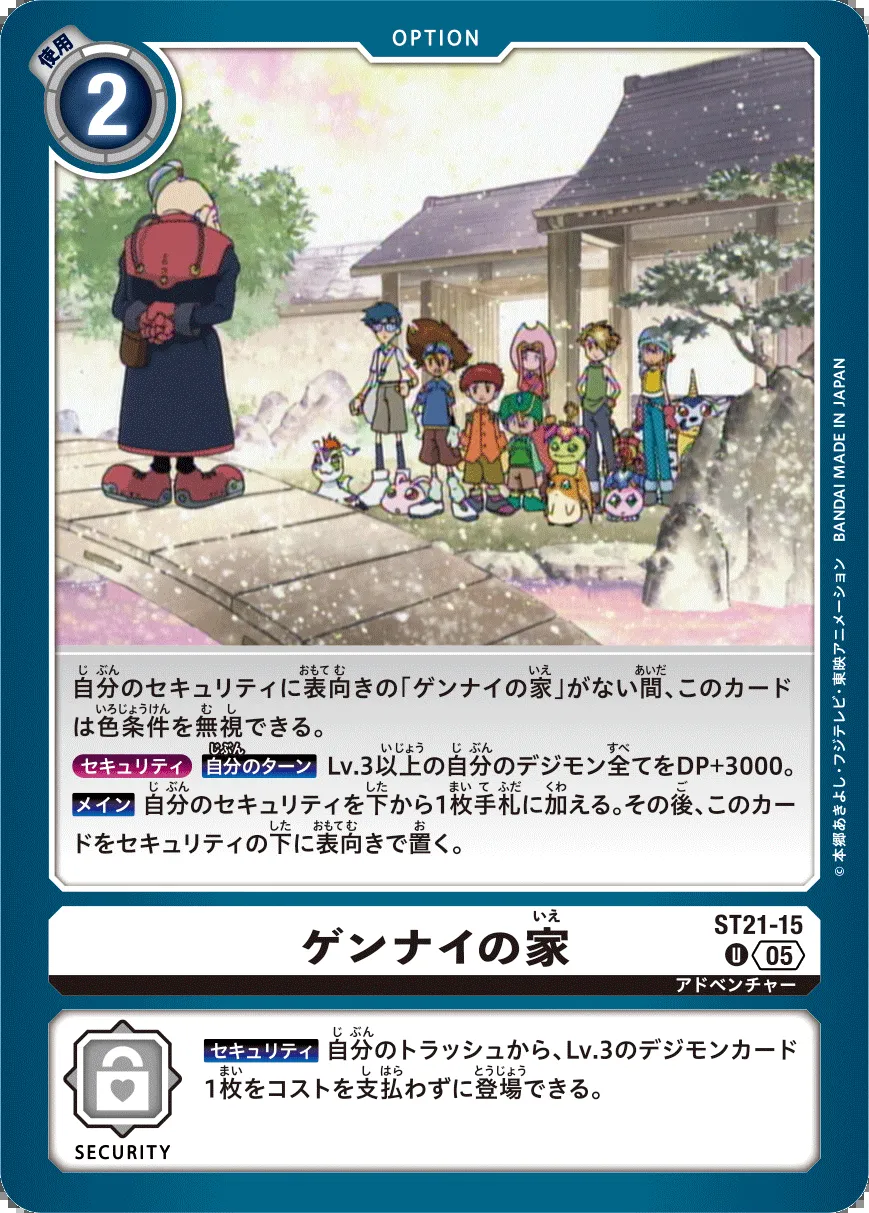 OPTION
使用
2
自分のセキュリティに表向きの「ゲンナイの家」がない間、このカード
は色条件を無視できる。
セキュリティ 自分のターン Lv.3以上の自分のデジモン全てをDP+3000。
メイン 自分のセキュリティを下から1枚手札に加える。その後、このカー
ドをセキュリティの下に表向きで置く。
©本郷あきよし・フジテレビ・東映アニメーション BANDAI MADE IN JAPAN
ゲンナイの家
ST21-15
U 05
アドベンチャー
セキュリティ 自分のトラッシュから、Lv.3のデジモンカード
1枚をコストを支払わずに登場できる。
SECURITY